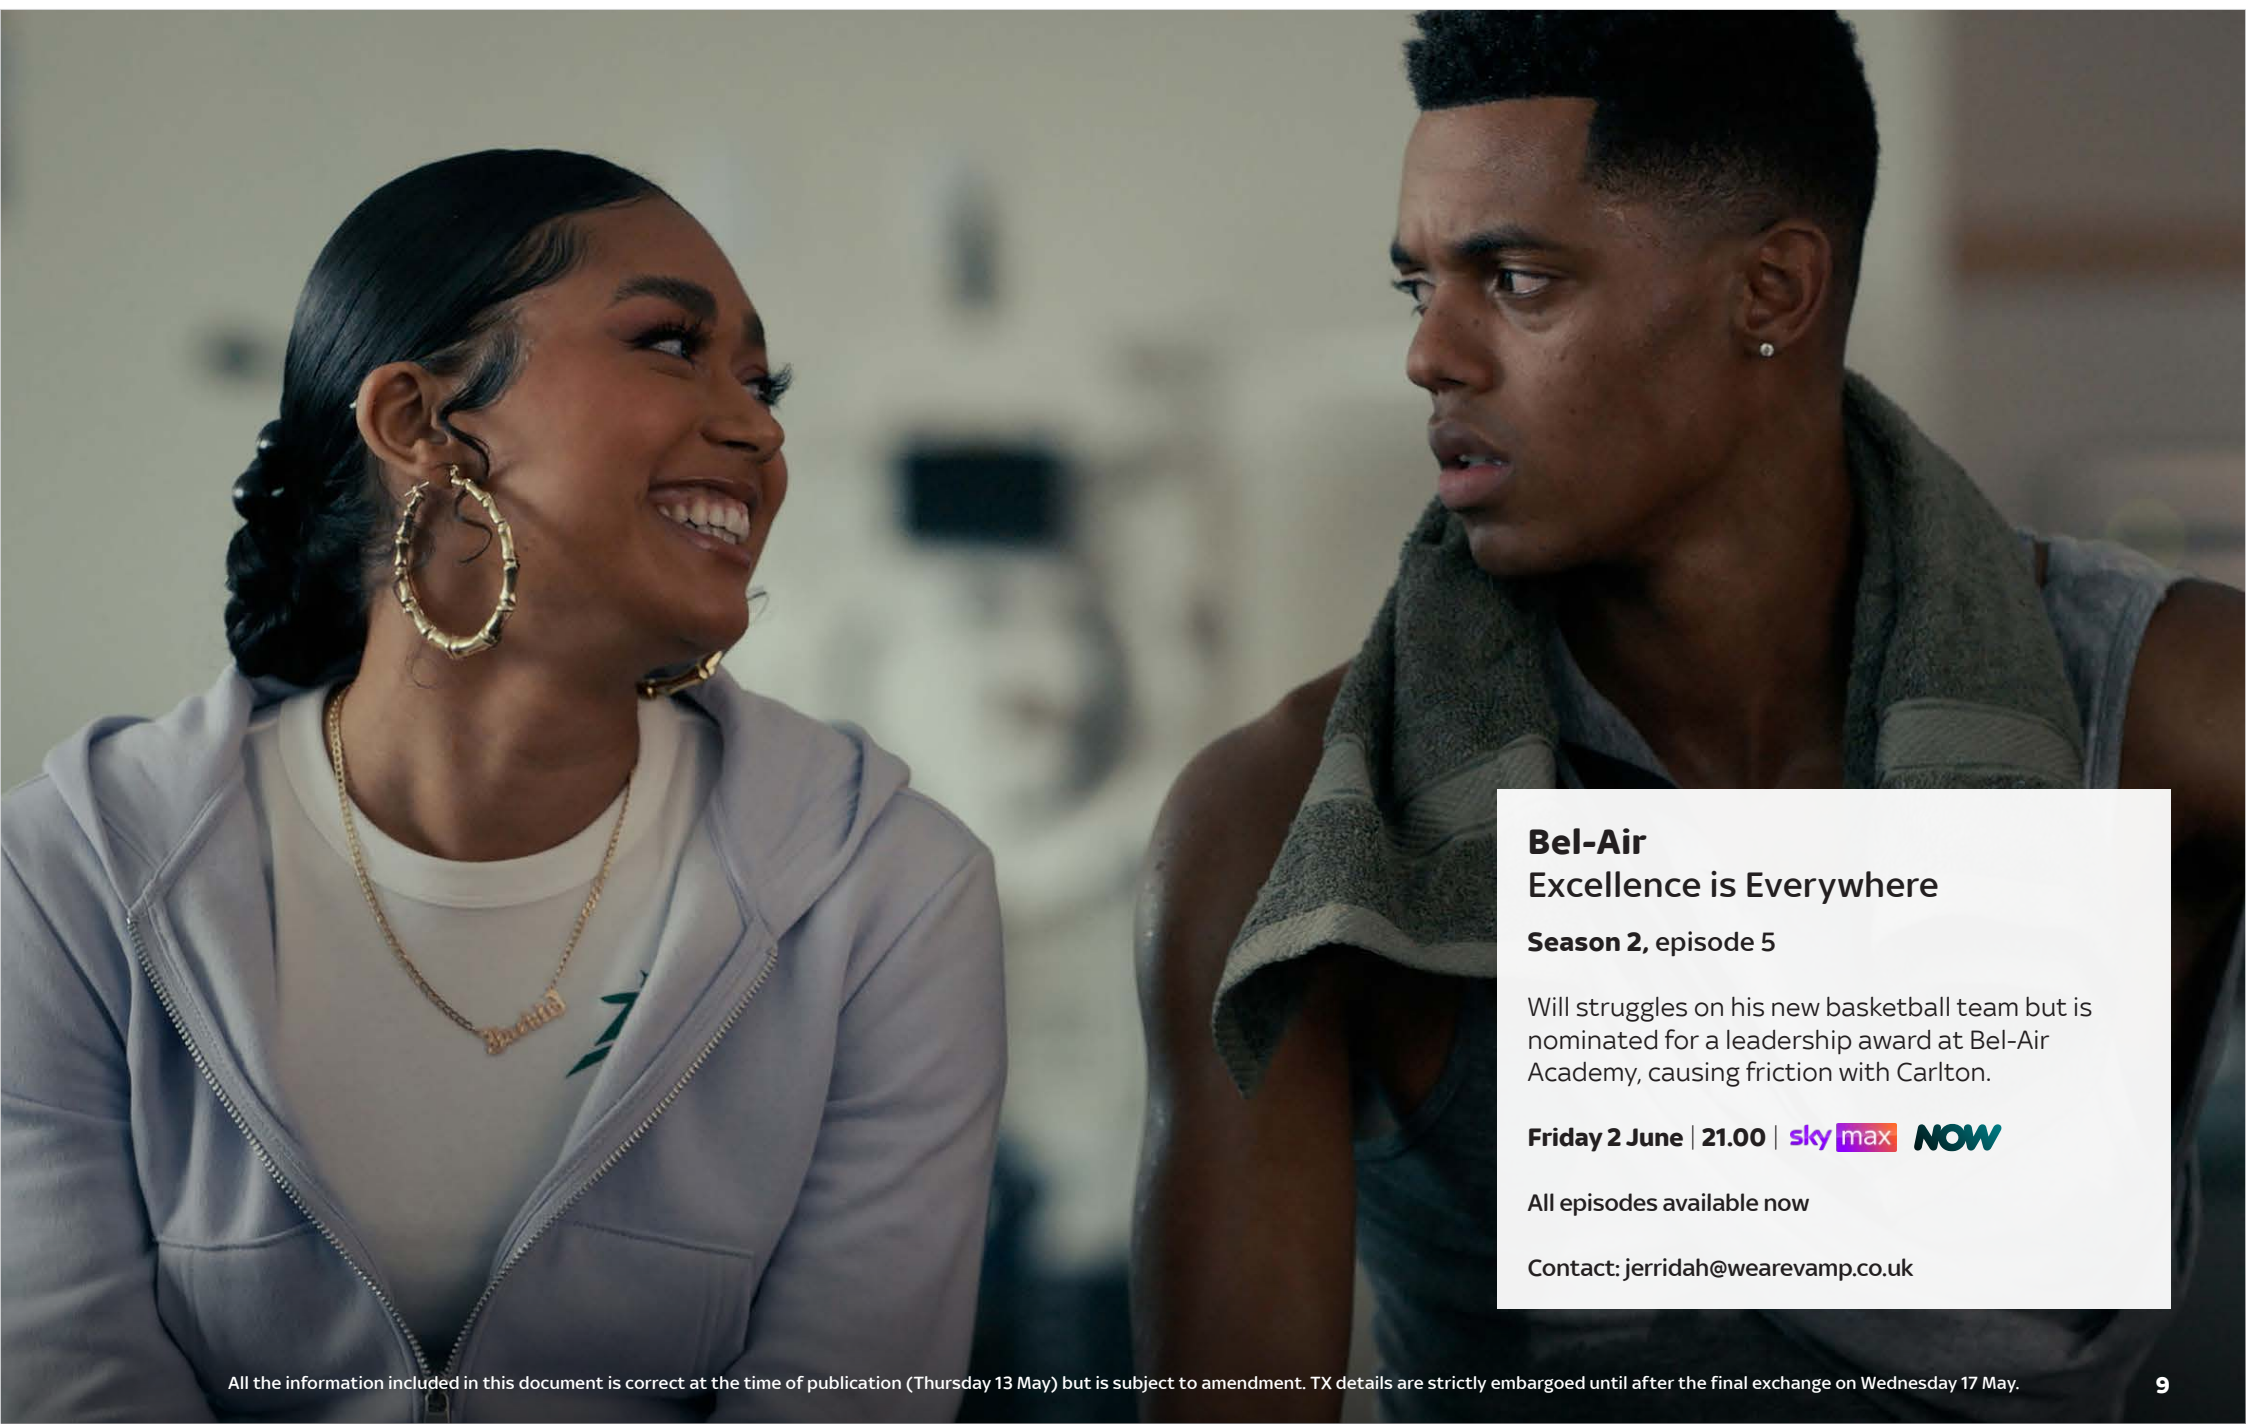 Bel-Air
Excellence is Everywhere
Season 2, episode 5
Will struggles on his new basketball team but is
nominated for a leadership award at Bel-Air
Academy, causing friction with Carlton.
Friday 2 June | 21.00 | sky max NOW
All episodes available now
Contact: jerridah@wearevamp.co.uk
All the information included in this document is correct at the time of publication (Thursday 13 May) but is subject to amendment. TX details are strictly embargoed until after the final exchange on Wednesday 17 May.
9